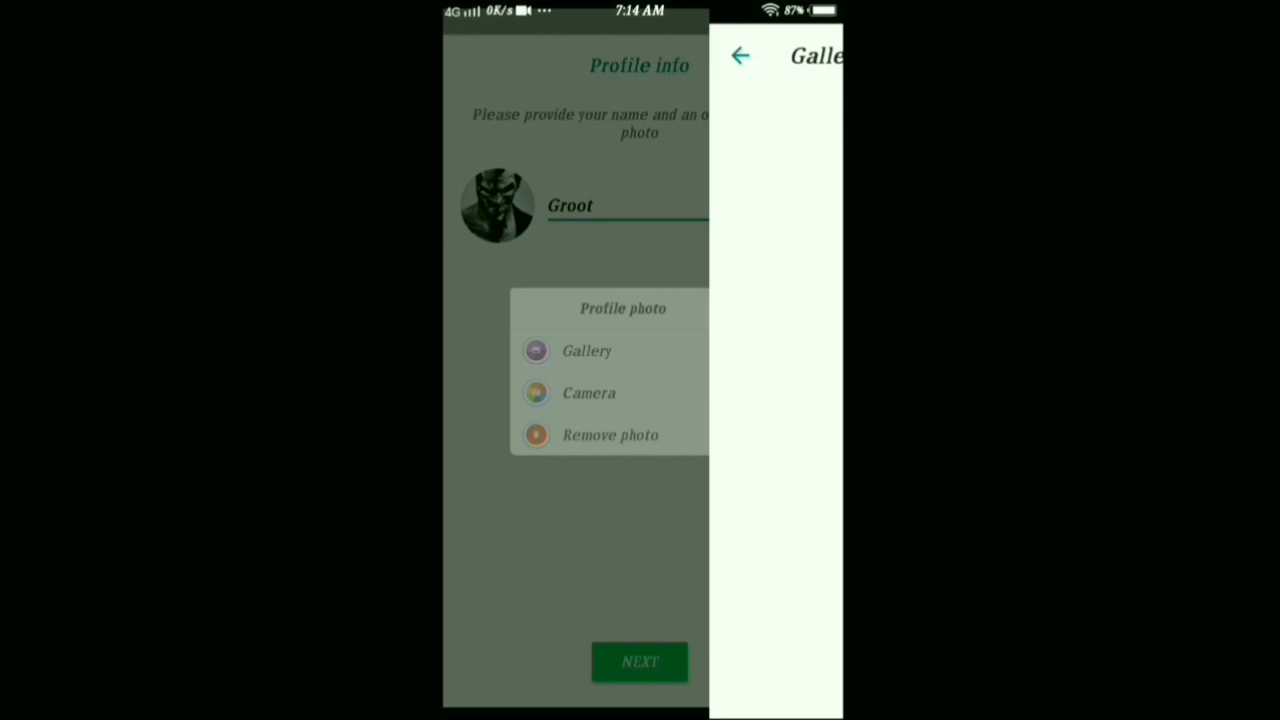 4G 0K/s ... 7:14 AM 87%
Profile info
Galle
Please provide your name and an o
photo
Groot
Profile photo
Gallery
Camera
Remove photo
NEXT